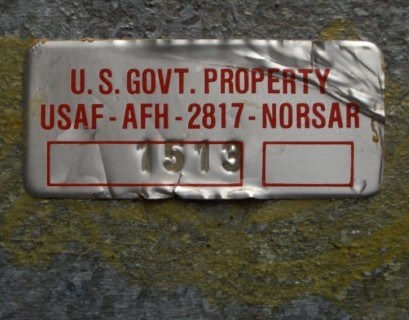 U.S. GOVT. PROPERTY
USAF-AFH-2817-NORSAR
1513